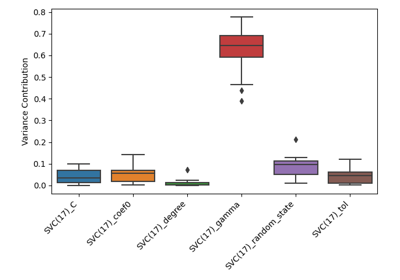 Variance Contribution
0.8
0.7
0.6
0.5
0.4
0.3
0.2
0.1
0.0
SVC(17)_C
SVC(17)_coef0
SVC(17)_degree
SVC(17)_gamma
SVC(17)_random_state
SVC(17)_tol